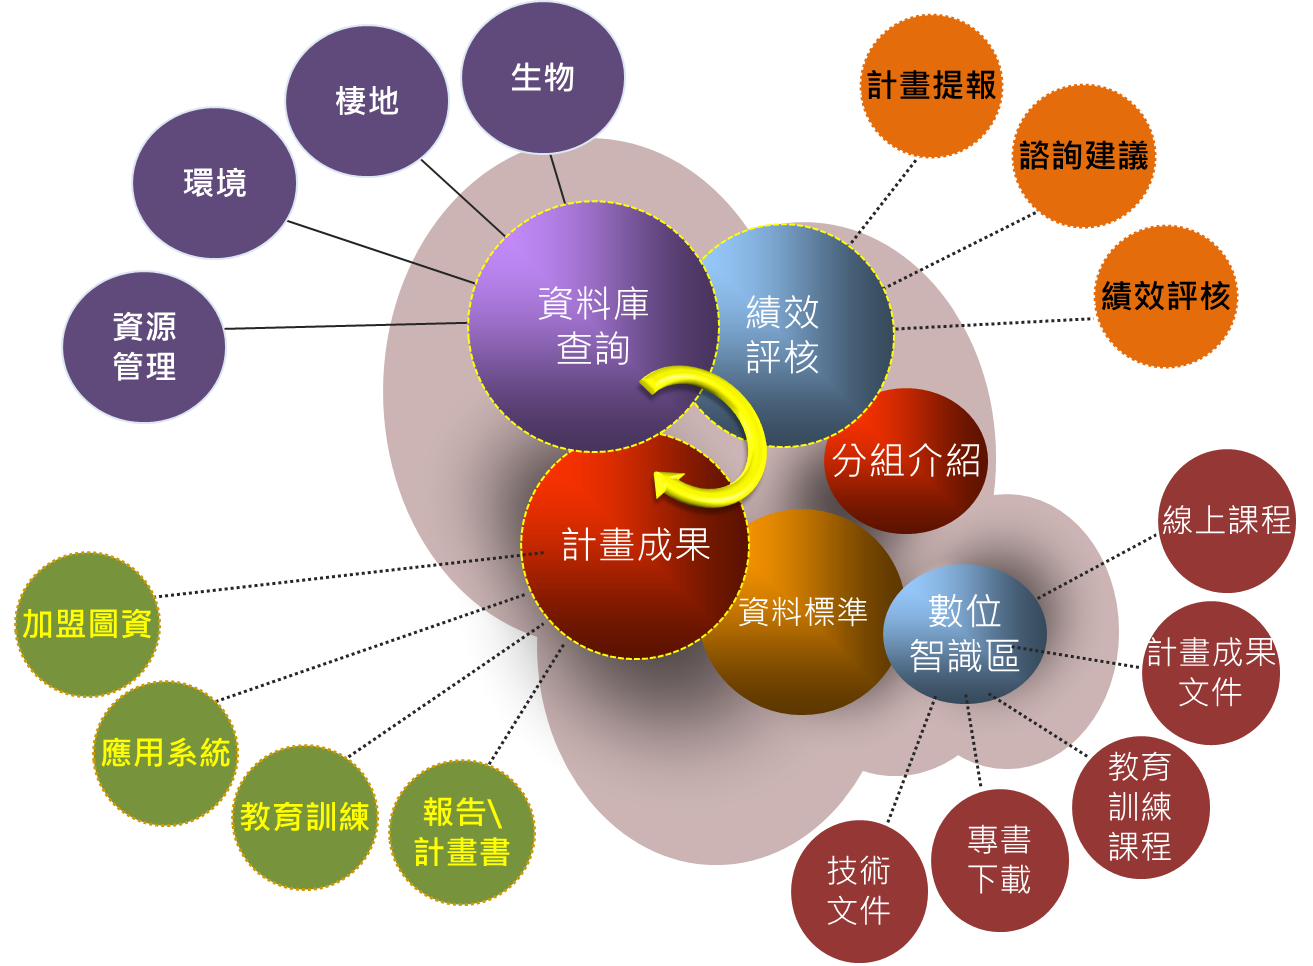 生物
棲地
環境
資源
管理
計畫提報
諮詢建議
績效評核
資料庫
查詢
績效
評核
分組介紹
計畫成果
資料標準
數位
智識區
線上課程
計畫成果
文件
教育
訓練
課程
專書
下載
技術
文件
加盟圖資
應用系統
教育訓練
報告\
計畫書